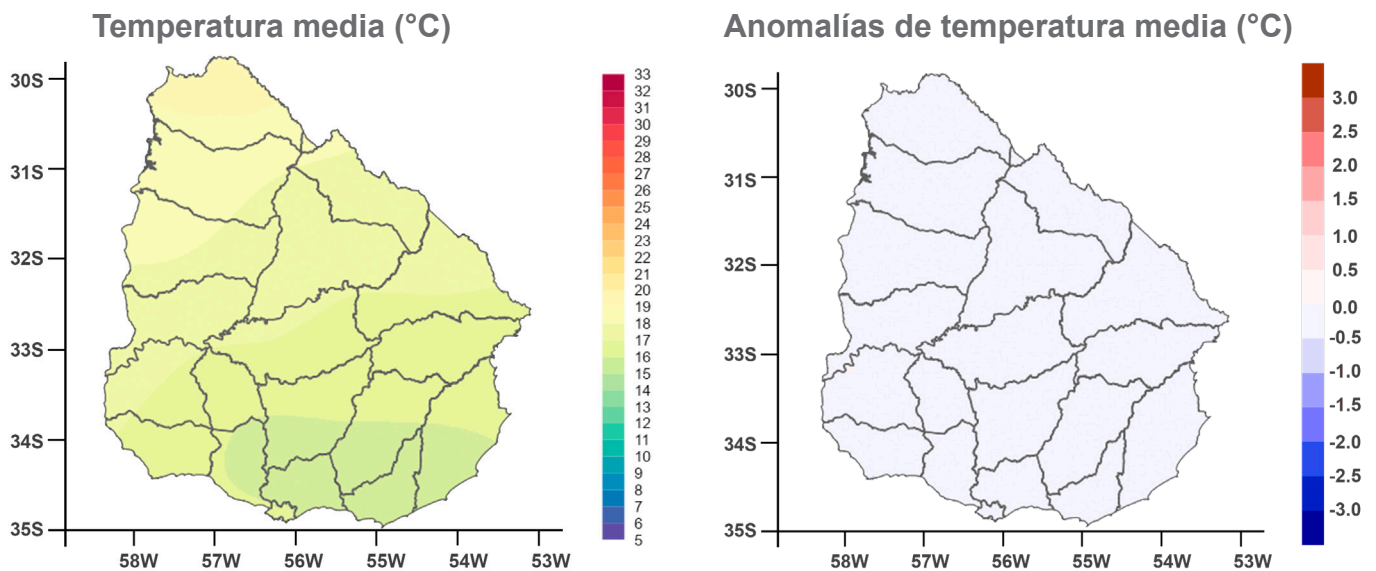 Temperatura media (°C)
30S
31S
32S
33S
34S
35S
58W 57W 56W 55W 54W 53W
33
32
31
30
29
28
27
26
25
24
23
22
21
20
19
18
17
16
15
14
13
12
11
10
9
8
7
6
5
Anomalías de temperatura media (°C)
30S
31S
32S
33S
34S
35S
58W 57W 56W 55W 54W 53W
3.0
2.5
2.0
1.5
1.0
0.5
0.0
-0.5
-1.0
-1.5
-2.0
-2.5
-3.0